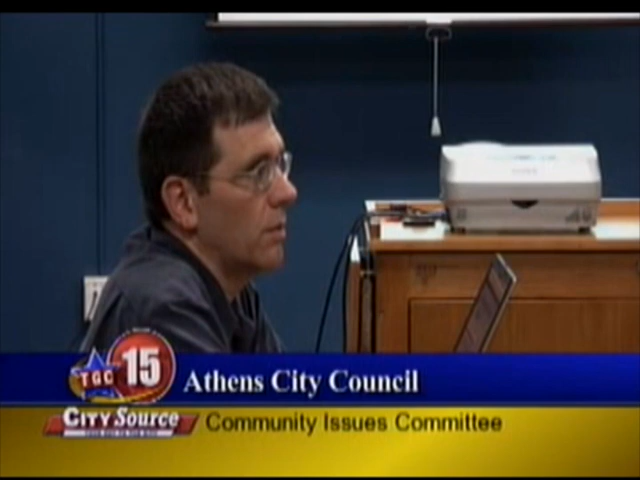 TGC 15
Athens City Council
CITY SOURCE
Community Issues Committee